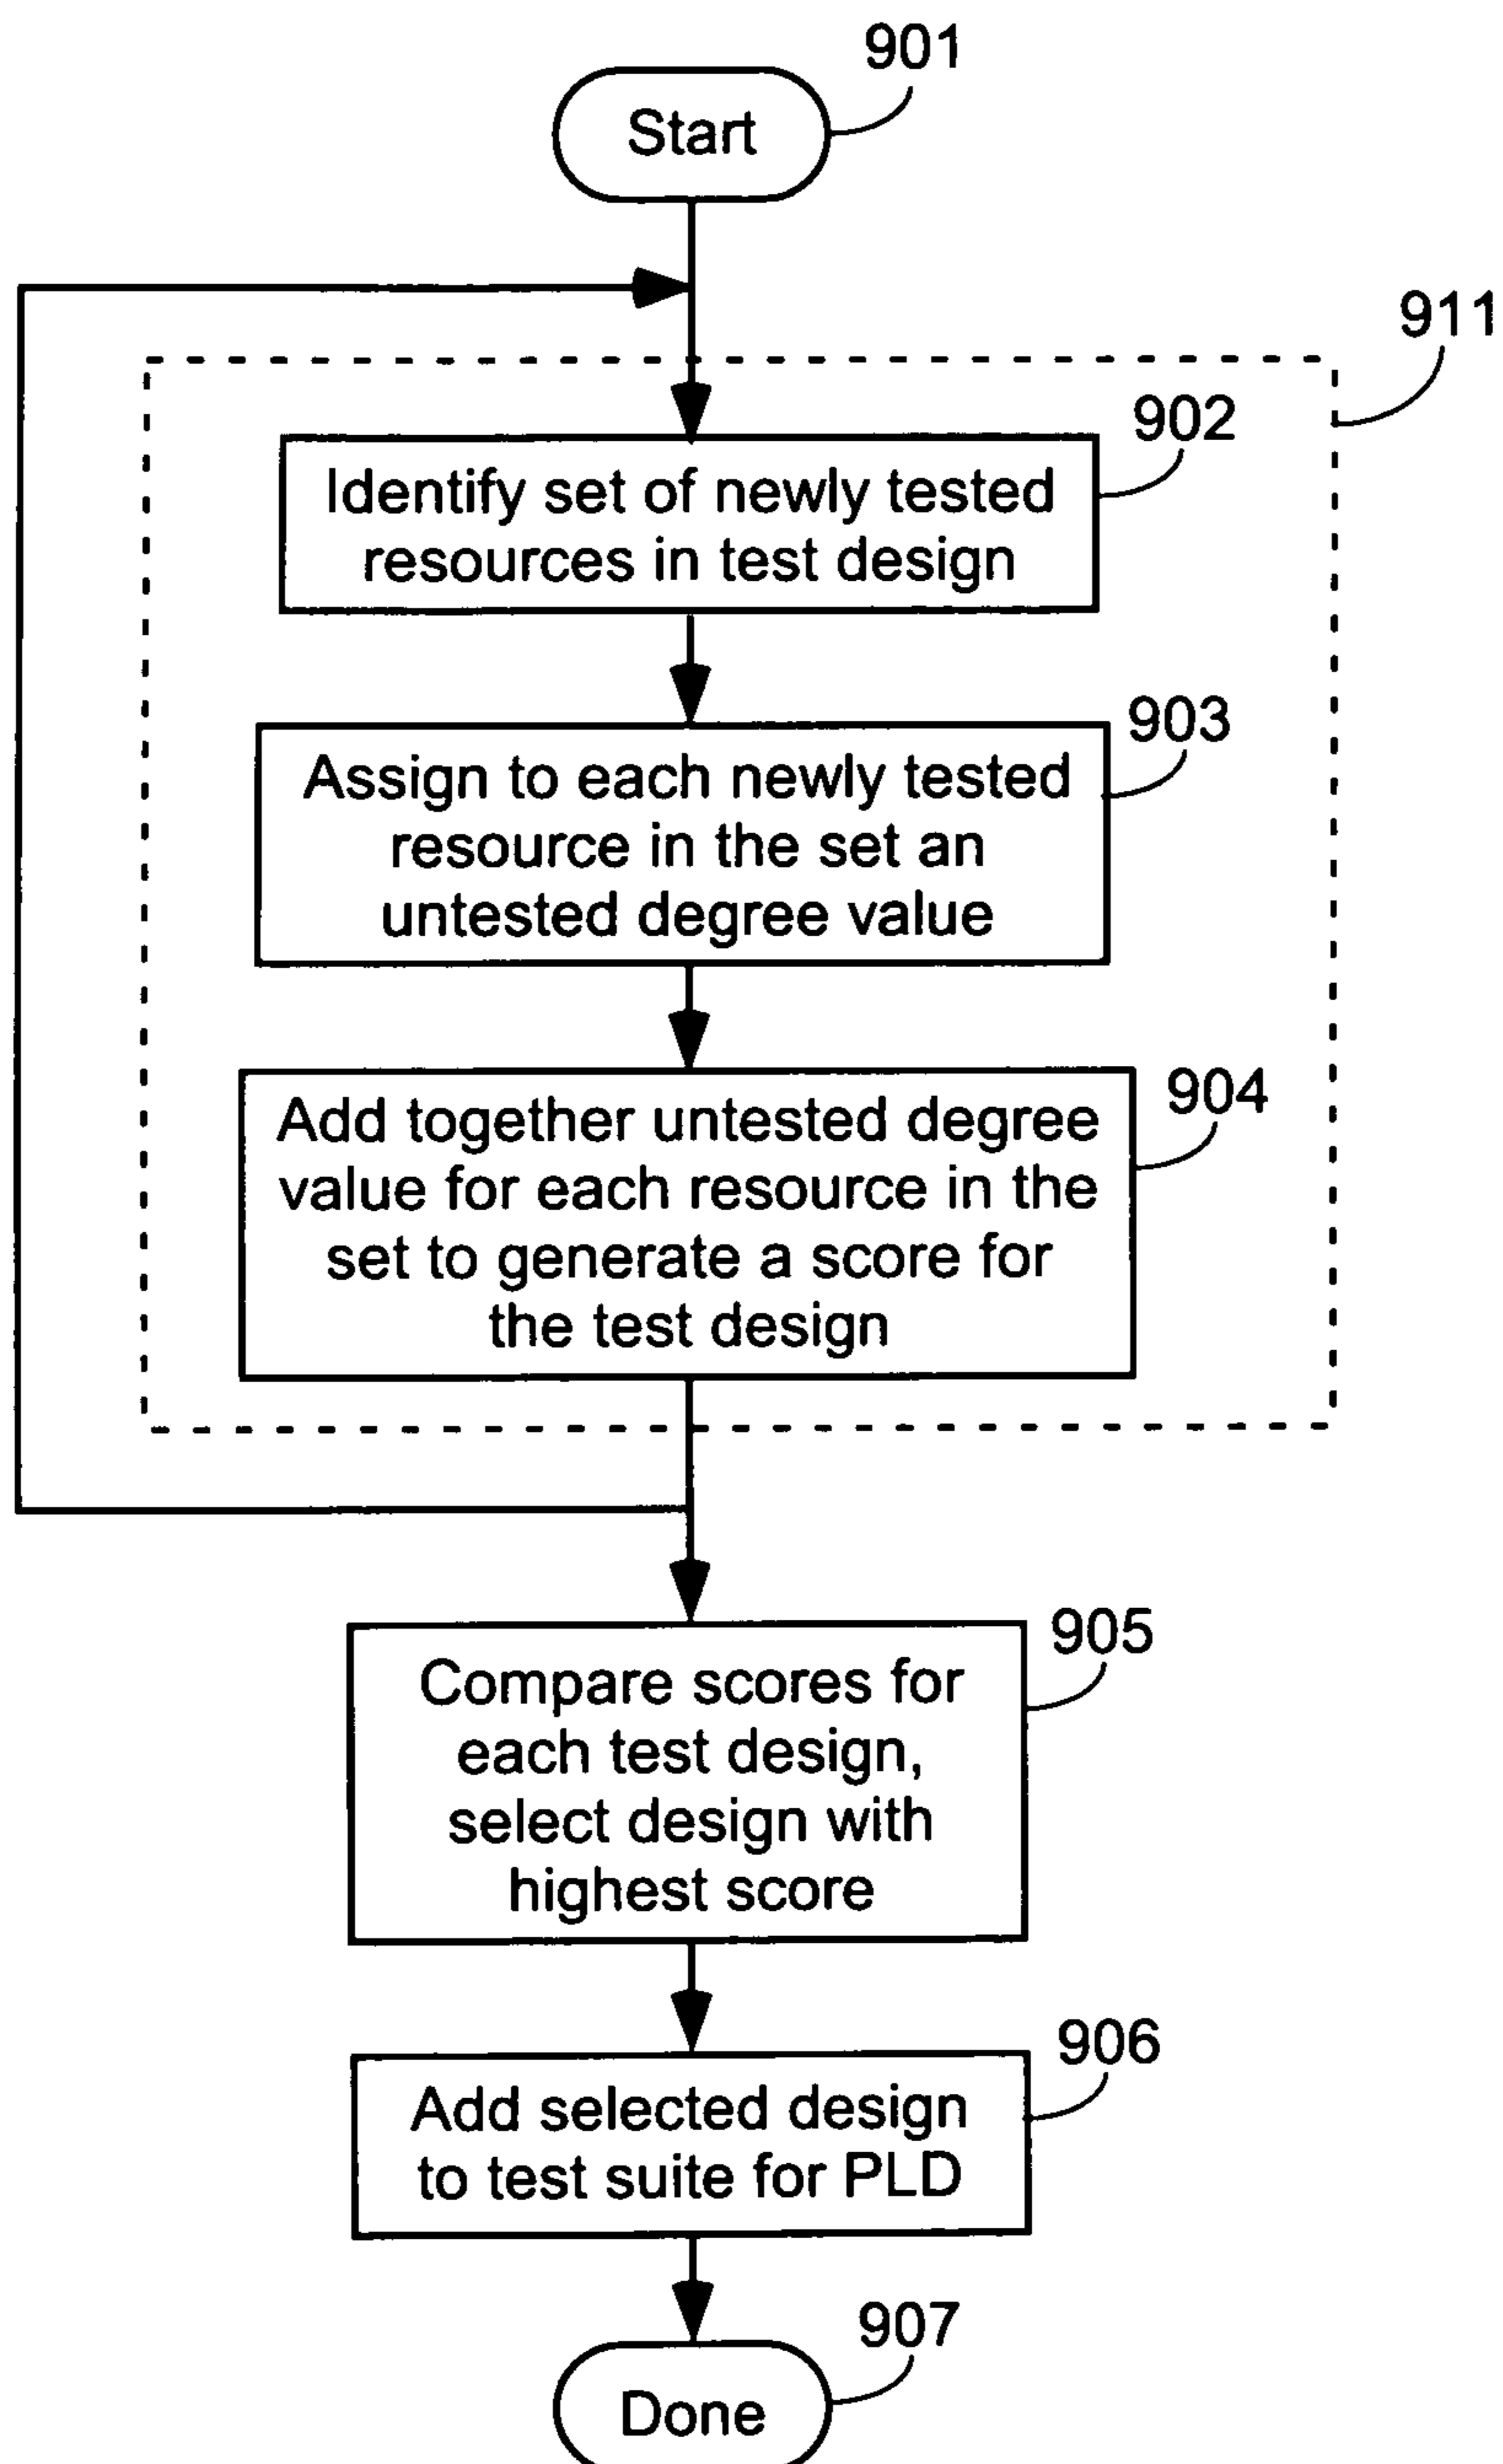 901
Start
911
902
Identify set of newly tested
resources in test design
903
Assign to each newly tested
resource in the set an
untested degree value
904
Add together untested degree
value for each resource in the
set to generate a score for
the test design
905
Compare scores for
each test design,
select design with
highest score
906
Add selected design
to test suite for PLD
907
Done